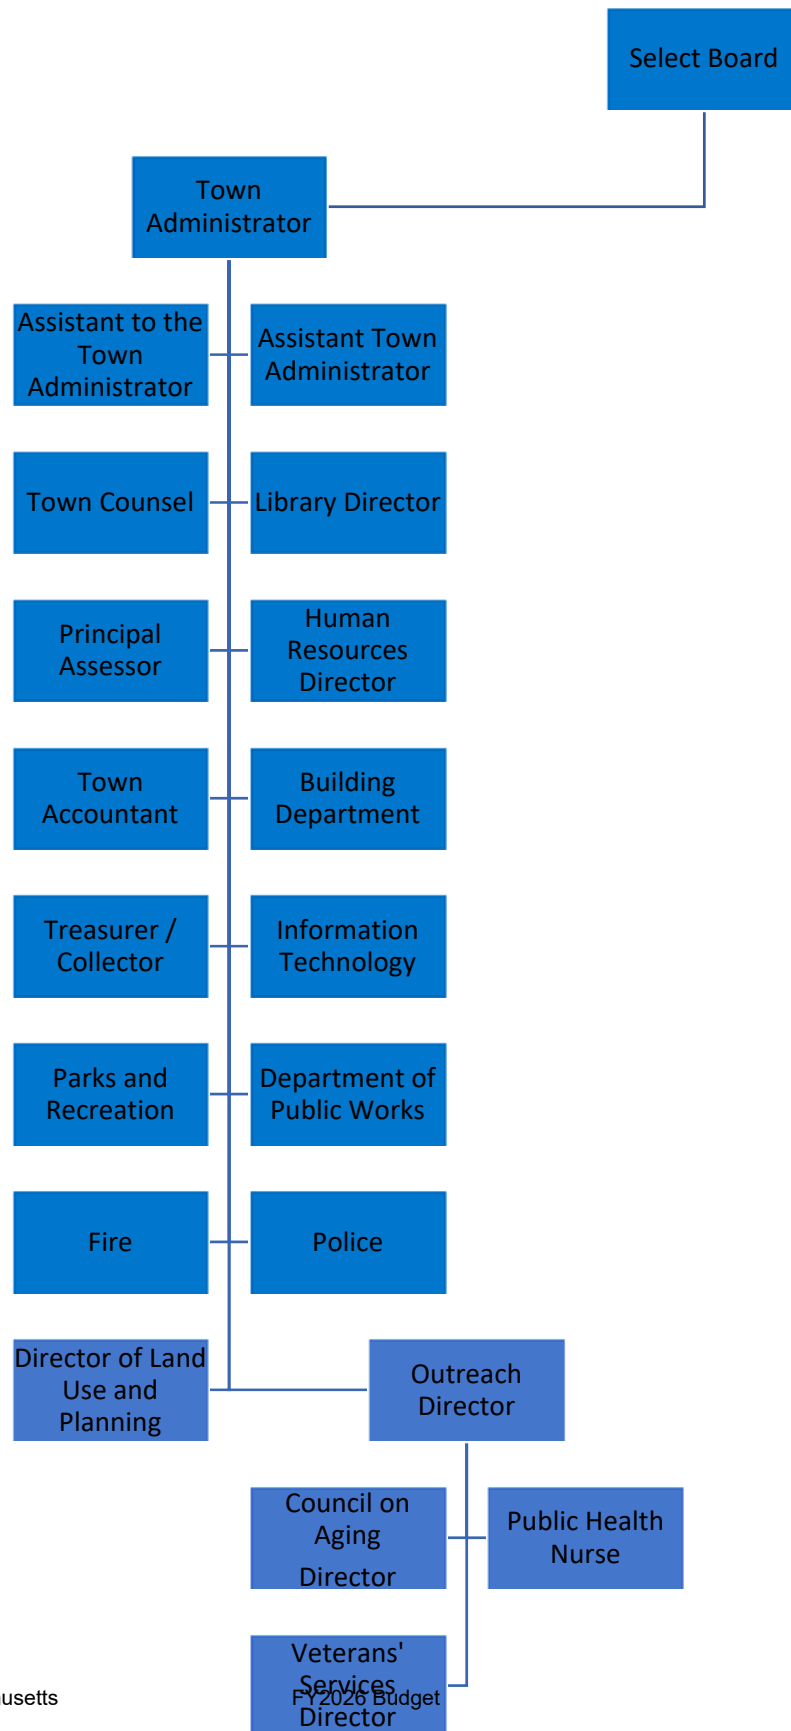 Select Board
Town
Administrator
Assistant to the
Town
Administrator
Assistant Town
Administrator
Town Counsel
Library Director
Principal
Assessor
Human
Resources
Director
Town
Accountant
Building
Department
Treasurer /
Collector
Information
Technology
Parks and
Recreation
Department of
Public Works
Fire
Police
Director of Land
Use and
Planning
Outreach
Director
Council on
Aging
Director
Public Health
Nurse
Veterans'
Services
Director
usetts
FY2026 Budget